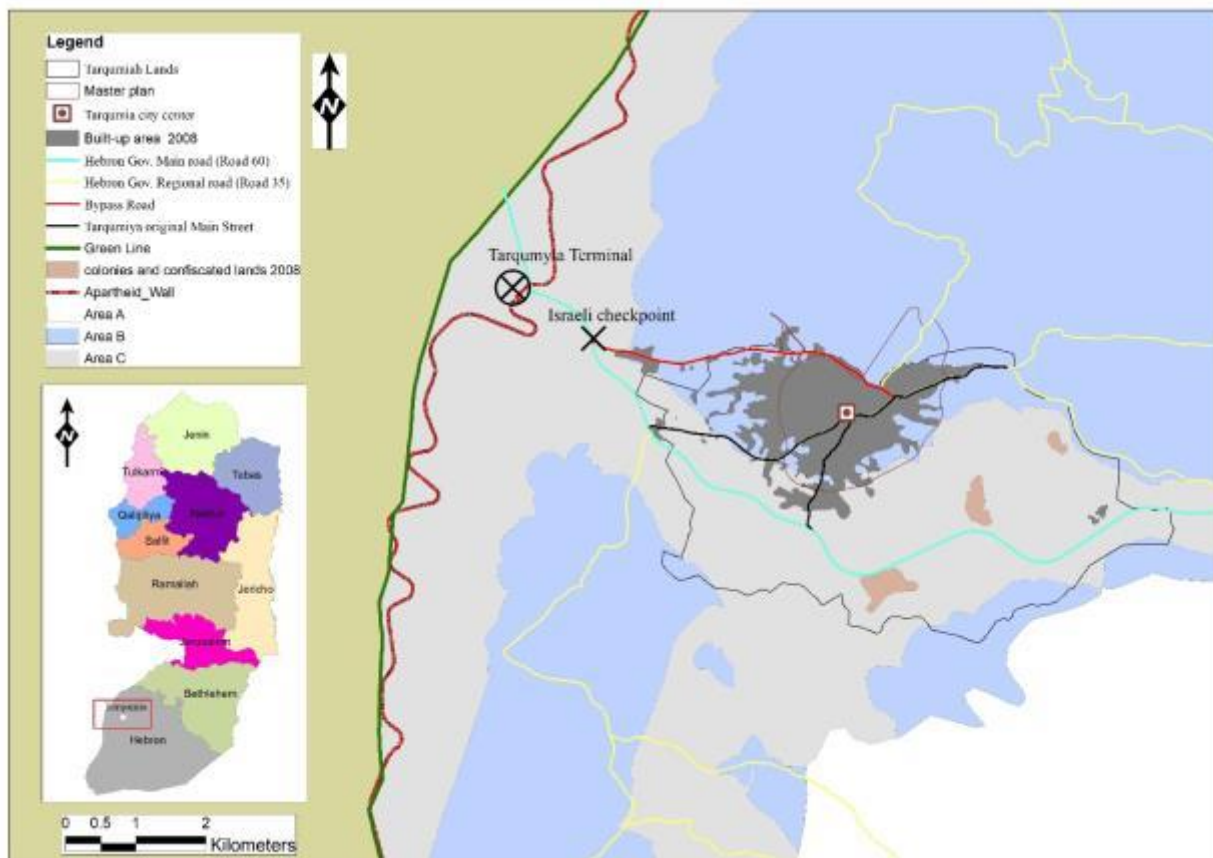 Legend
Tarqumiah Lands
Master plan
Tarqumia city center
Built-up area 2008
Hebron Gov. Main road (Road 60)
Hebron Gov. Regional road (Road 35)
Bypass Road
Tarqumiya original Main Street
Green Line
colonies and confiscated lands 2008
Apartheid_Wall
Area A
Area B
Area C
N
Tarqumyia Terminal
Israeli checkpoint
N
Jenin
Tulkarm
Tubas
Qalqiliya
Nablus
Salfit
Ramallah
Jericho
Jerusalem
Bethlehem
Hebron
0 0.5 1 2
Kilometers